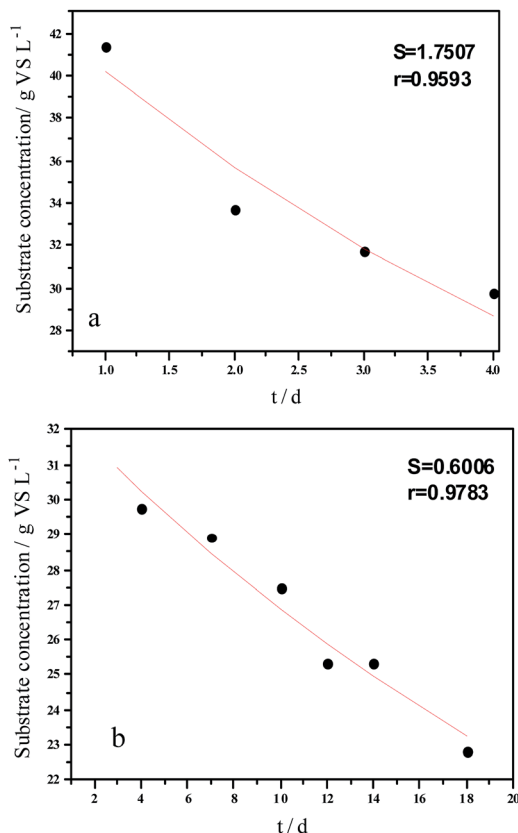 42
40
38
36
34
32
30
28
Substrate concentration/ g VS L⁻¹
S=1.7507
r=0.9593
a
1.0 1.5 2.0 2.5 3.0 3.5 4.0
t/d
32
31
30
29
28
27
26
25
24
23
22
Substrate concentration / g VS L⁻¹
S=0.6006
r=0.9783
b
2 4 6 8 10 12 14 16 18 20
t/d